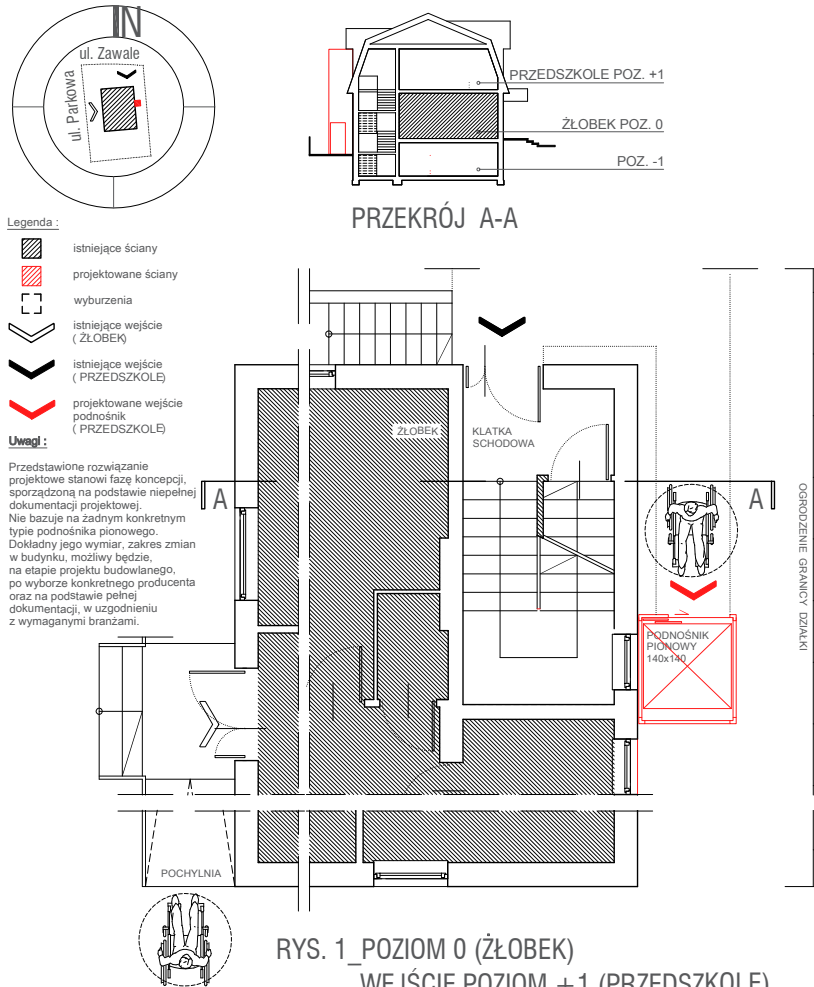 N
ul. Zawale
ul. Parkowa
PRZEDSZKOLE POZ. +1
ŻŁOBEK POZ. 0
POZ. -1
PRZEKRÓJ A-A
Legenda :
istniejące ściany
projektowane ściany
wyburzenia
istniejące wejście
( ŻŁOBEK)
istniejące wejście
( PRZEDSZKOLE)
projektowane wejście
podnośnik
( PRZEDSZKOLE)
Uwagi :
Przedstawione rozwiązanie
projektowe stanowi fazę koncepcji,
sporządzoną na podstawie niepełnej
dokumentacji projektowej.
Nie bazuje na żadnym konkretnym
typie podnośnika pionowego.
Dokładny jego wymiar, zakres zmian
w budynku, możliwy będzie,
na etapie projektu budowlanego,
po wyborze konkretnego producenta
oraz na podstawie pełnej
dokumentacji, w uzgodnieniu
z wymaganymi branżami.
ŻŁOBEK
KLATKA
SCHODOWA
A
A
OGRODZENIE GRANICY DZIAŁKI
PODNOŚNIK
PIONOWY
140x140
POCHYLNIA
RYS. 1_POZIOM 0 (ŻŁOBEK)
WEJŚCIE POZIOM +1 (PRZEDSZKOLE)